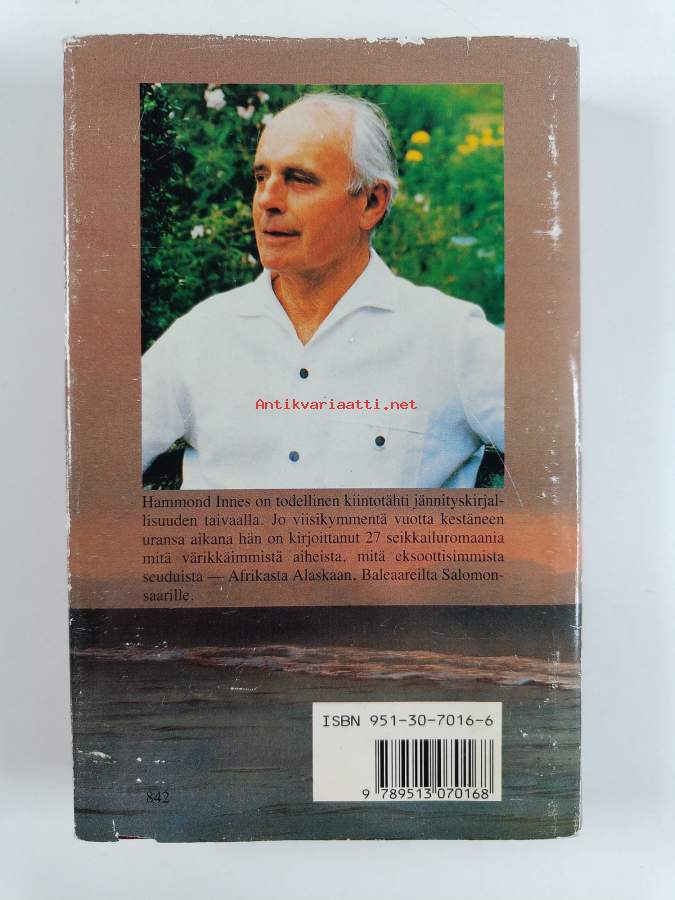 Antikvariaatti.net
Hammond Innes on todellinen kiintotähti jännityskirjal-
lisuuden taivaalla. Jo viisikymmentä vuotta kestäneen
uransa aikana hän on kirjoittanut 27 seikkailuromaania
mitä värikkäimmistä aiheista, mitä eksoottisimmista
seuduista — Afrikasta Alaskaan, Baleaareilta Salomon-
saarille.
ISBN 951-30-7016-6
9 789513 070168
842